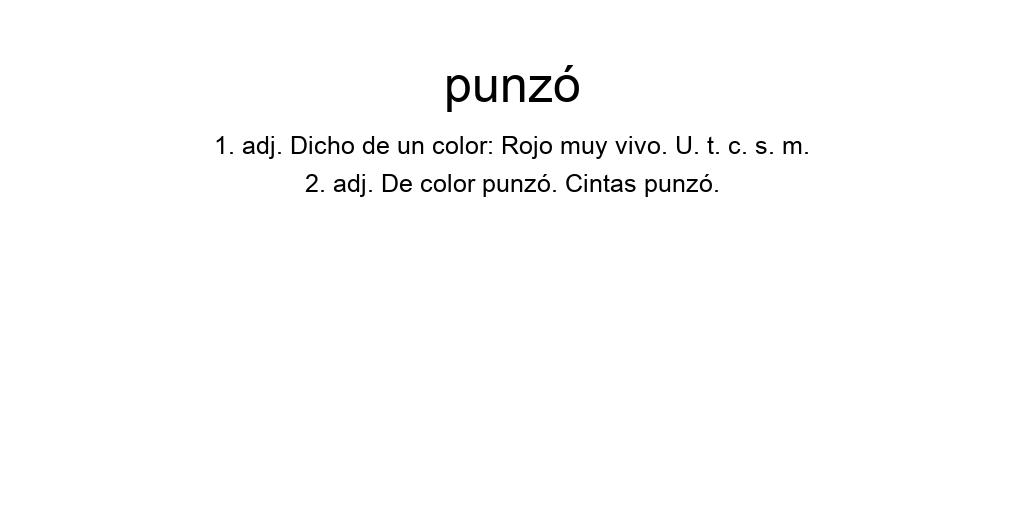 punzó
1. adj. Dicho de un color: Rojo muy vivo. U. t. c. s. m.
2. adj. De color punzó. Cintas punzó.